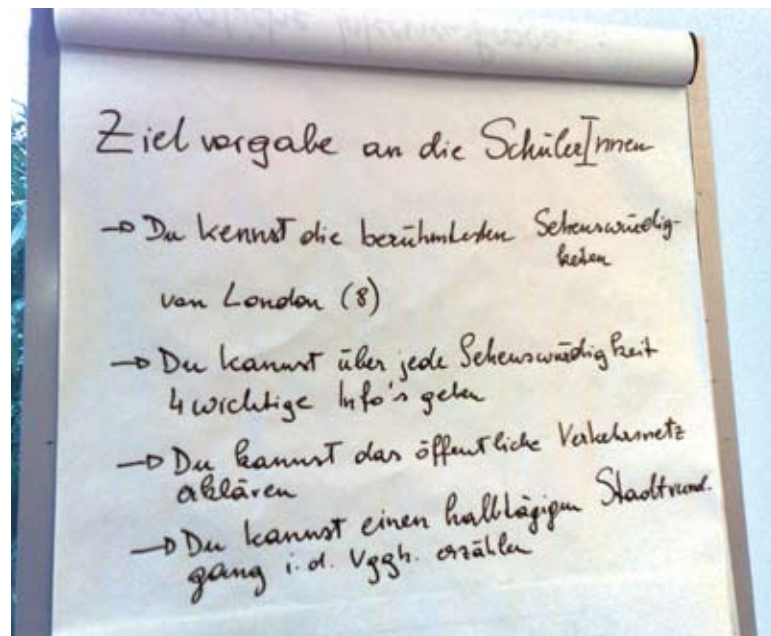 Zielvorgabe an die SchülerInnen
→ Du kennst die berühmtesten Sehenswürdig-
keiten
von London (8)
→ Du kannst über jede Sehenswürdigkeit
4 wichtige Info's geben
→ Du kannst das öffentliche Verkehrsnetz
erklären
→ Du kannst einen halbtägigen Stadtrund-
gang i. d. Vggh. erzählen